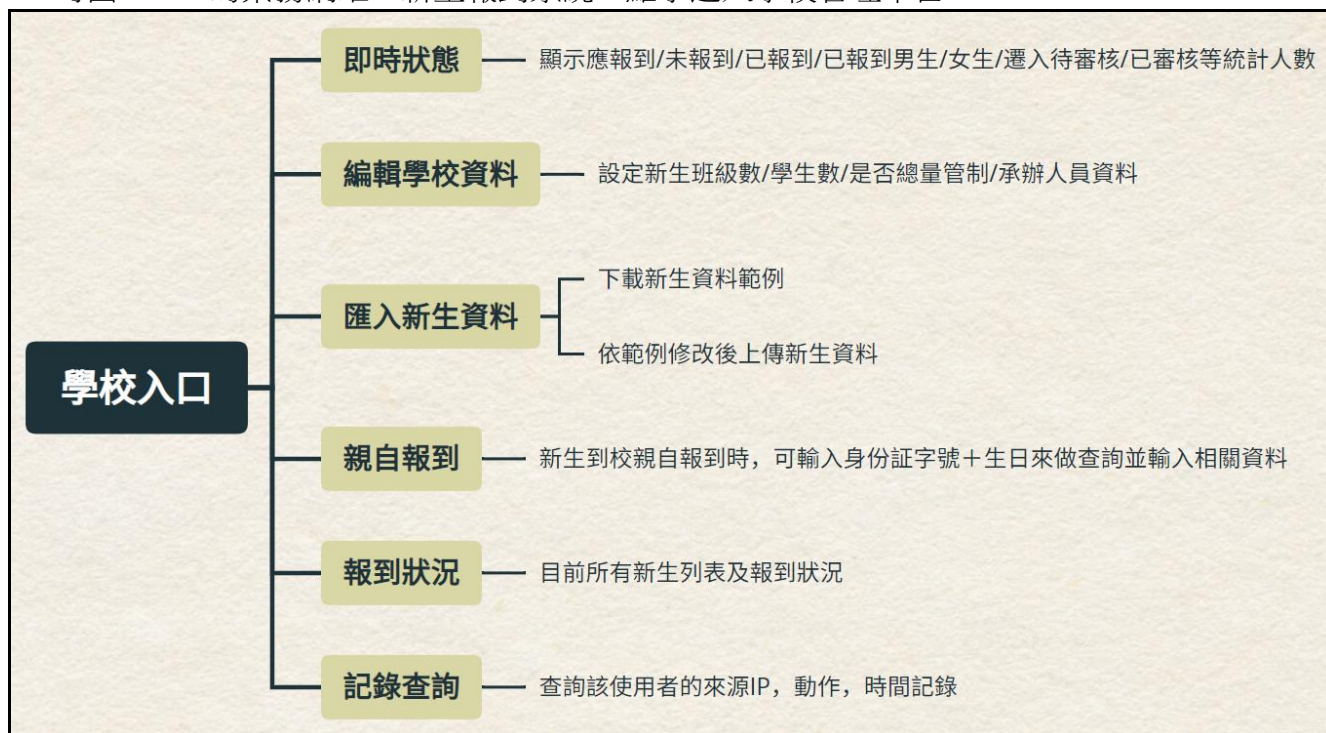 即時狀態
顯示應報到/未報到/已報到/已報到男生/女生/遷入待審核/已審核等統計人數
編輯學校資料
設定新生班級數/學生數/是否總量管制/承辦人員資料
匯入新生資料
下載新生資料範例
依範例修改後上傳新生資料
學校入口
親自報到
新生到校親自報到時，可輸入身份証字號＋生日來做查詢並輸入相關資料
報到狀況
目前所有新生列表及報到狀況
記錄查詢
查詢該使用者的來源IP，動作，時間記錄